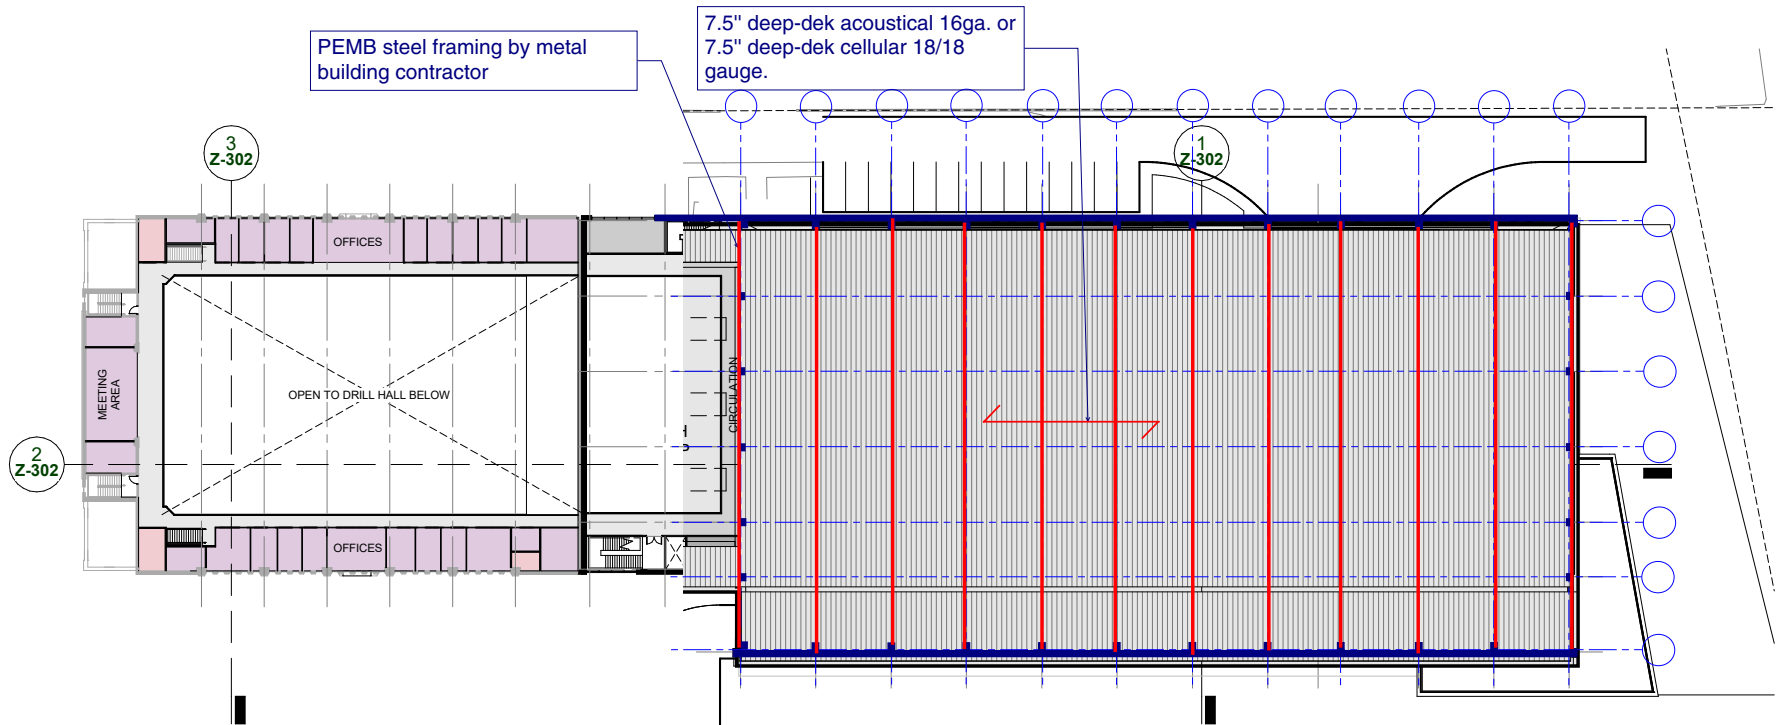 7.5" deep-dek acoustical 16ga. or
7.5" deep-dek cellular 18/18
gauge.
PEMB steel framing by metal
building contractor
3
Z-302
1
Z-302
OFFICES
MEETING
AREA
OPEN TO DRILL HALL BELOW
CIRCULATION
2
Z-302
OFFICES